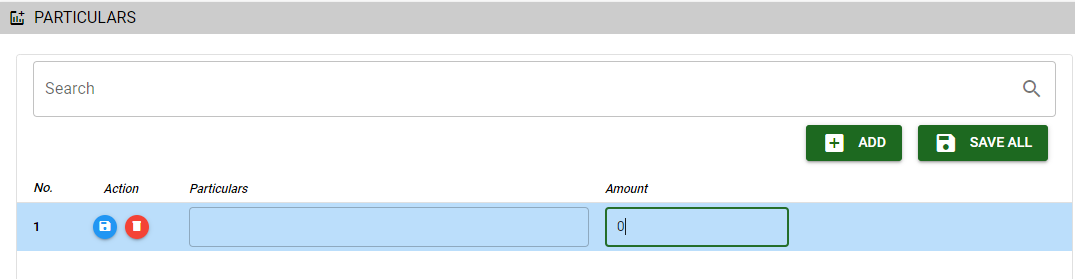 PARTICULARS
Search
ADD SAVE ALL
No. Action Particulars Amount
1 0